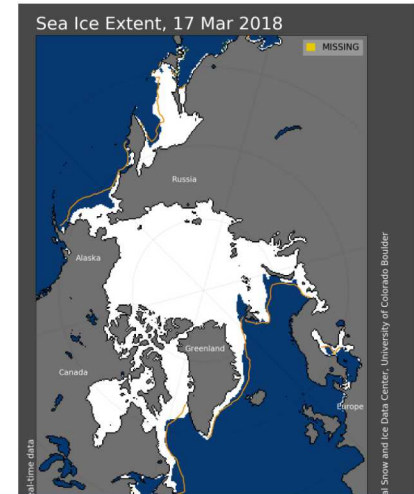 Sea Ice Extent, 17 Mar 2018
MISSING
Russia
Alaska
Greenland
Canada
Europe
al-time data
al Snow and Ice Data Center, University of Colorado Boulder